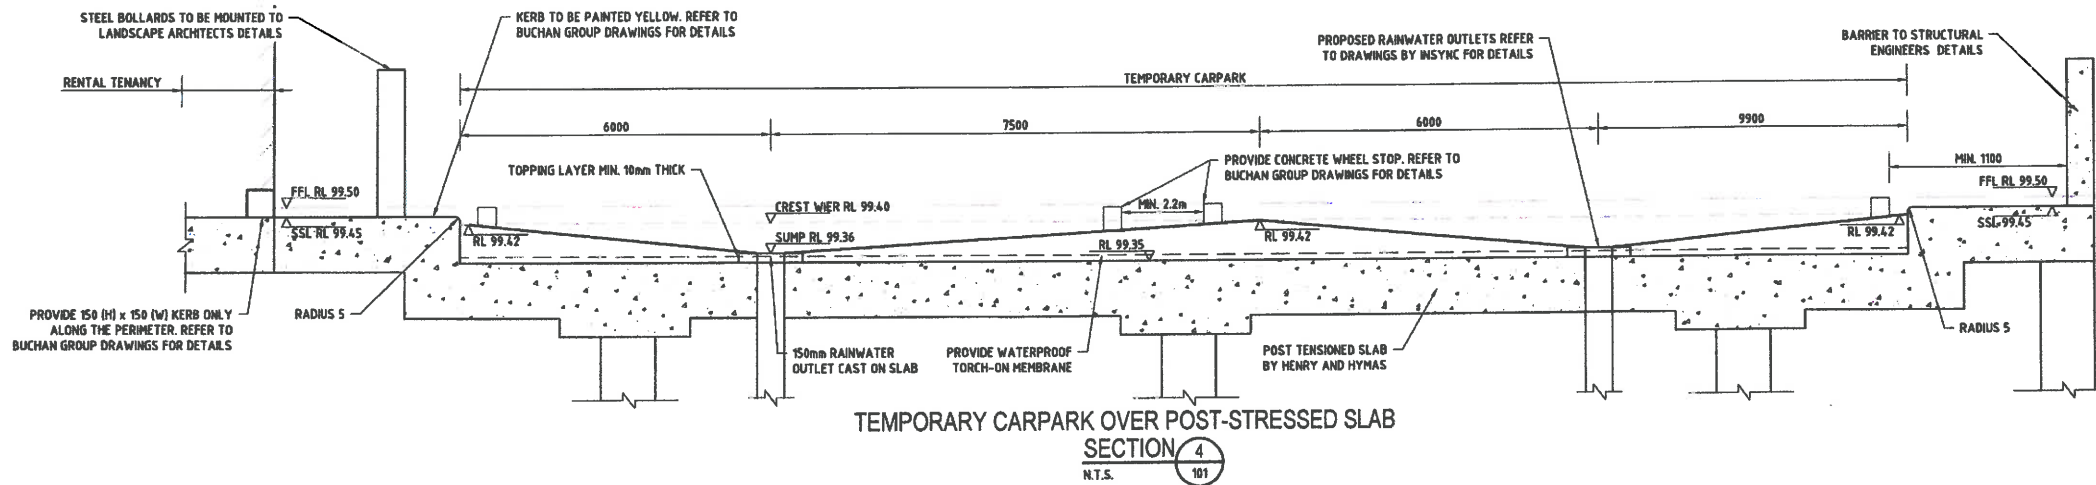 STEEL BOLLARDS TO BE MOUNTED TO
LANDSCAPE ARCHITECTS DETAILS
KERB TO BE PAINTED YELLOW. REFER TO
BUCHAN GROUP DRAWINGS FOR DETAILS
PROPOSED RAINWATER OUTLETS REFER
TO DRAWINGS BY INSYNC FOR DETAILS
BARRIER TO STRUCTURAL
ENGINEERS DETAILS
RENTAL TENANCY
TEMPORARY CARPARK
6000
7500
6000
9900
TOPPING LAYER MIN. 10mm THICK
PROVIDE CONCRETE WHEEL STOP. REFER TO
BUCHAN GROUP DRAWINGS FOR DETAILS
MIN. 1100
FFL RL 99.50
CREST WIER RL 99.40
MIN. 2.2m
FFL RL 99.50
SSL RL 99.45
RL 99.42
SUMP RL 99.36
RL 99.35
RL 99.42
RL 99.42
SSL 99.45
PROVIDE 150 (H) x 150 (W) KERB ONLY
ALONG THE PERIMETER. REFER TO
BUCHAN GROUP DRAWINGS FOR DETAILS
RADIUS 5
150mm RAINWATER
OUTLET CAST ON SLAB
PROVIDE WATERPROOF
TORCH-ON MEMBRANE
POST TENSIONED SLAB
BY HENRY AND HYMAS
RADIUS 5
TEMPORARY CARPARK OVER POST-STRESSED SLAB
SECTION 4
N.T.S. 101